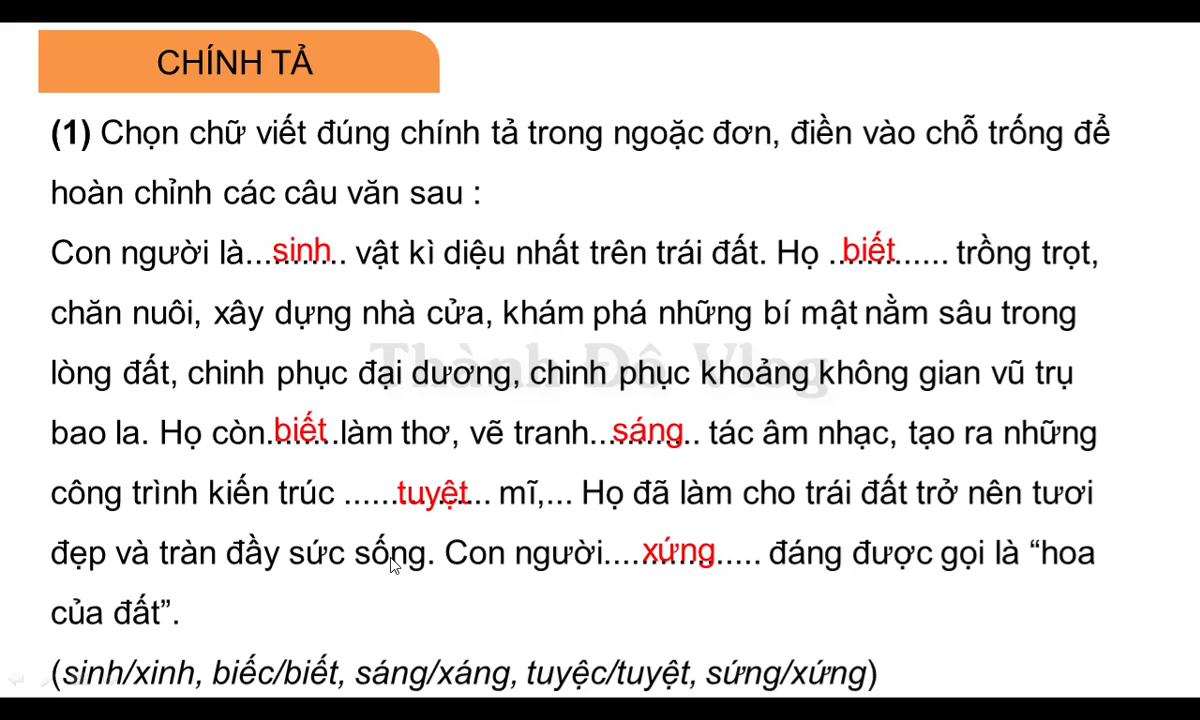 CHÍNH TẢ
(1) Chọn chữ viết đúng chính tả trong ngoặc đơn, điền vào chỗ trống để
hoàn chỉnh các câu văn sau :
Con người là...sinh.. vật kì diệu nhất trên trái đất. Họ .biết...... trồng trọt,
chăn nuôi, xây dựng nhà cửa, khám phá những bí mật nằm sâu trong
Thành Đô Vlog
lòng đất, chinh phục đại dương, chinh phục khoảng không gian vũ trụ
bao la. Họ còn.biết..làm thơ, vẽ tranh...sáng.. tác âm nhạc, tạo ra những
công trình kiến trúc ......tuyệt... mĩ,... Họ đã làm cho trái đất trở nên tươi
đẹp và tràn đầy sức sống. Con người....xứng..... đáng được gọi là “hoa
của đất”.
(sinh/xinh, biếc/biết, sáng/xáng, tuyệc/tuyệt, sứng/xứng)